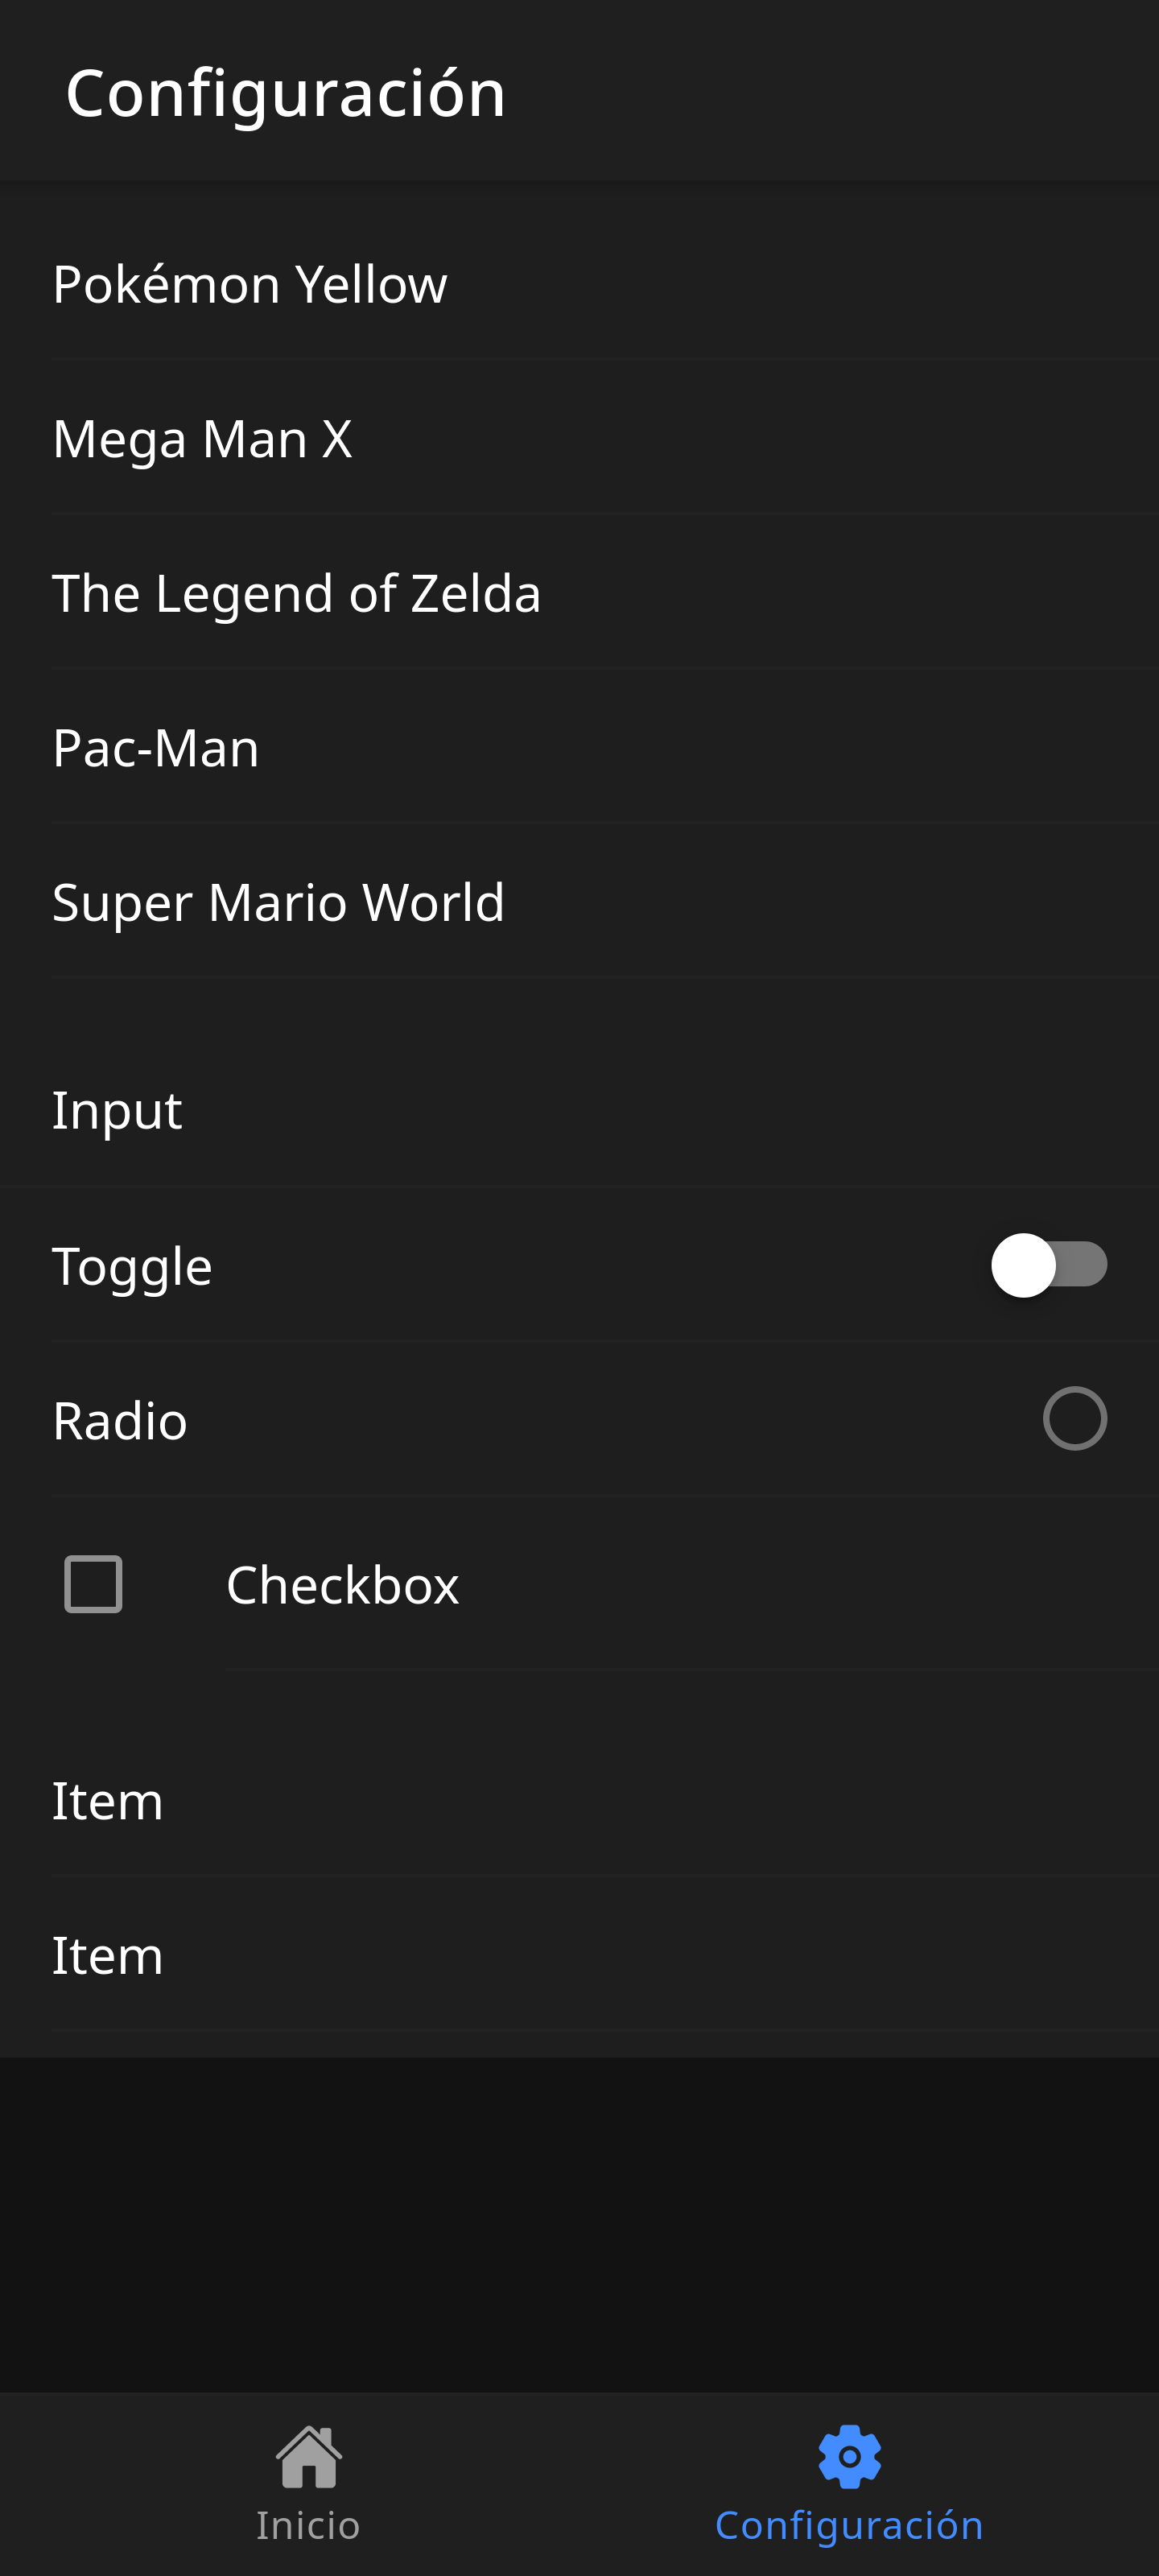 Configuración
Pokémon Yellow
Mega Man X
The Legend of Zelda
Pac-Man
Super Mario World
Input
Toggle
Radio
Checkbox
Item
Item
Inicio
Configuración